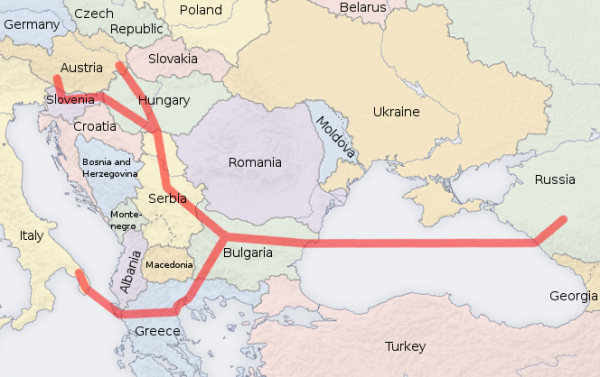 Belarus
Poland
Czech
Republic
Germany
Slovakia
Austria
Slovenia
Hungary
Ukraine
Moldova
Croatia
Romania
Bosnia and
Herzegovina
Russia
Serbia
Monte-
negro
Italy
Bulgaria
Albania
Macedonia
Georgia
Greece
Turkey